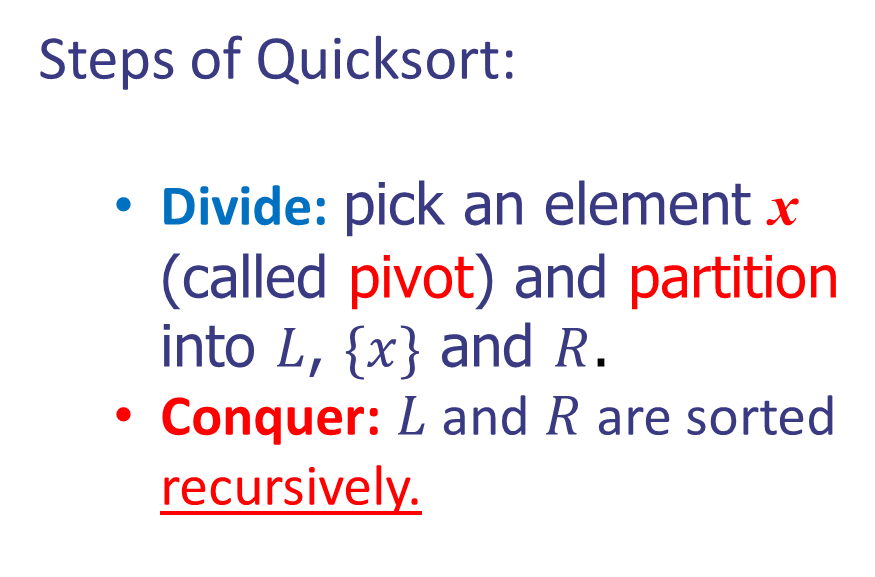 Steps of Quicksort:
• Divide: pick an element x
(called pivot) and partition
into L, {x} and R.
• Conquer: L and R are sorted
recursively.